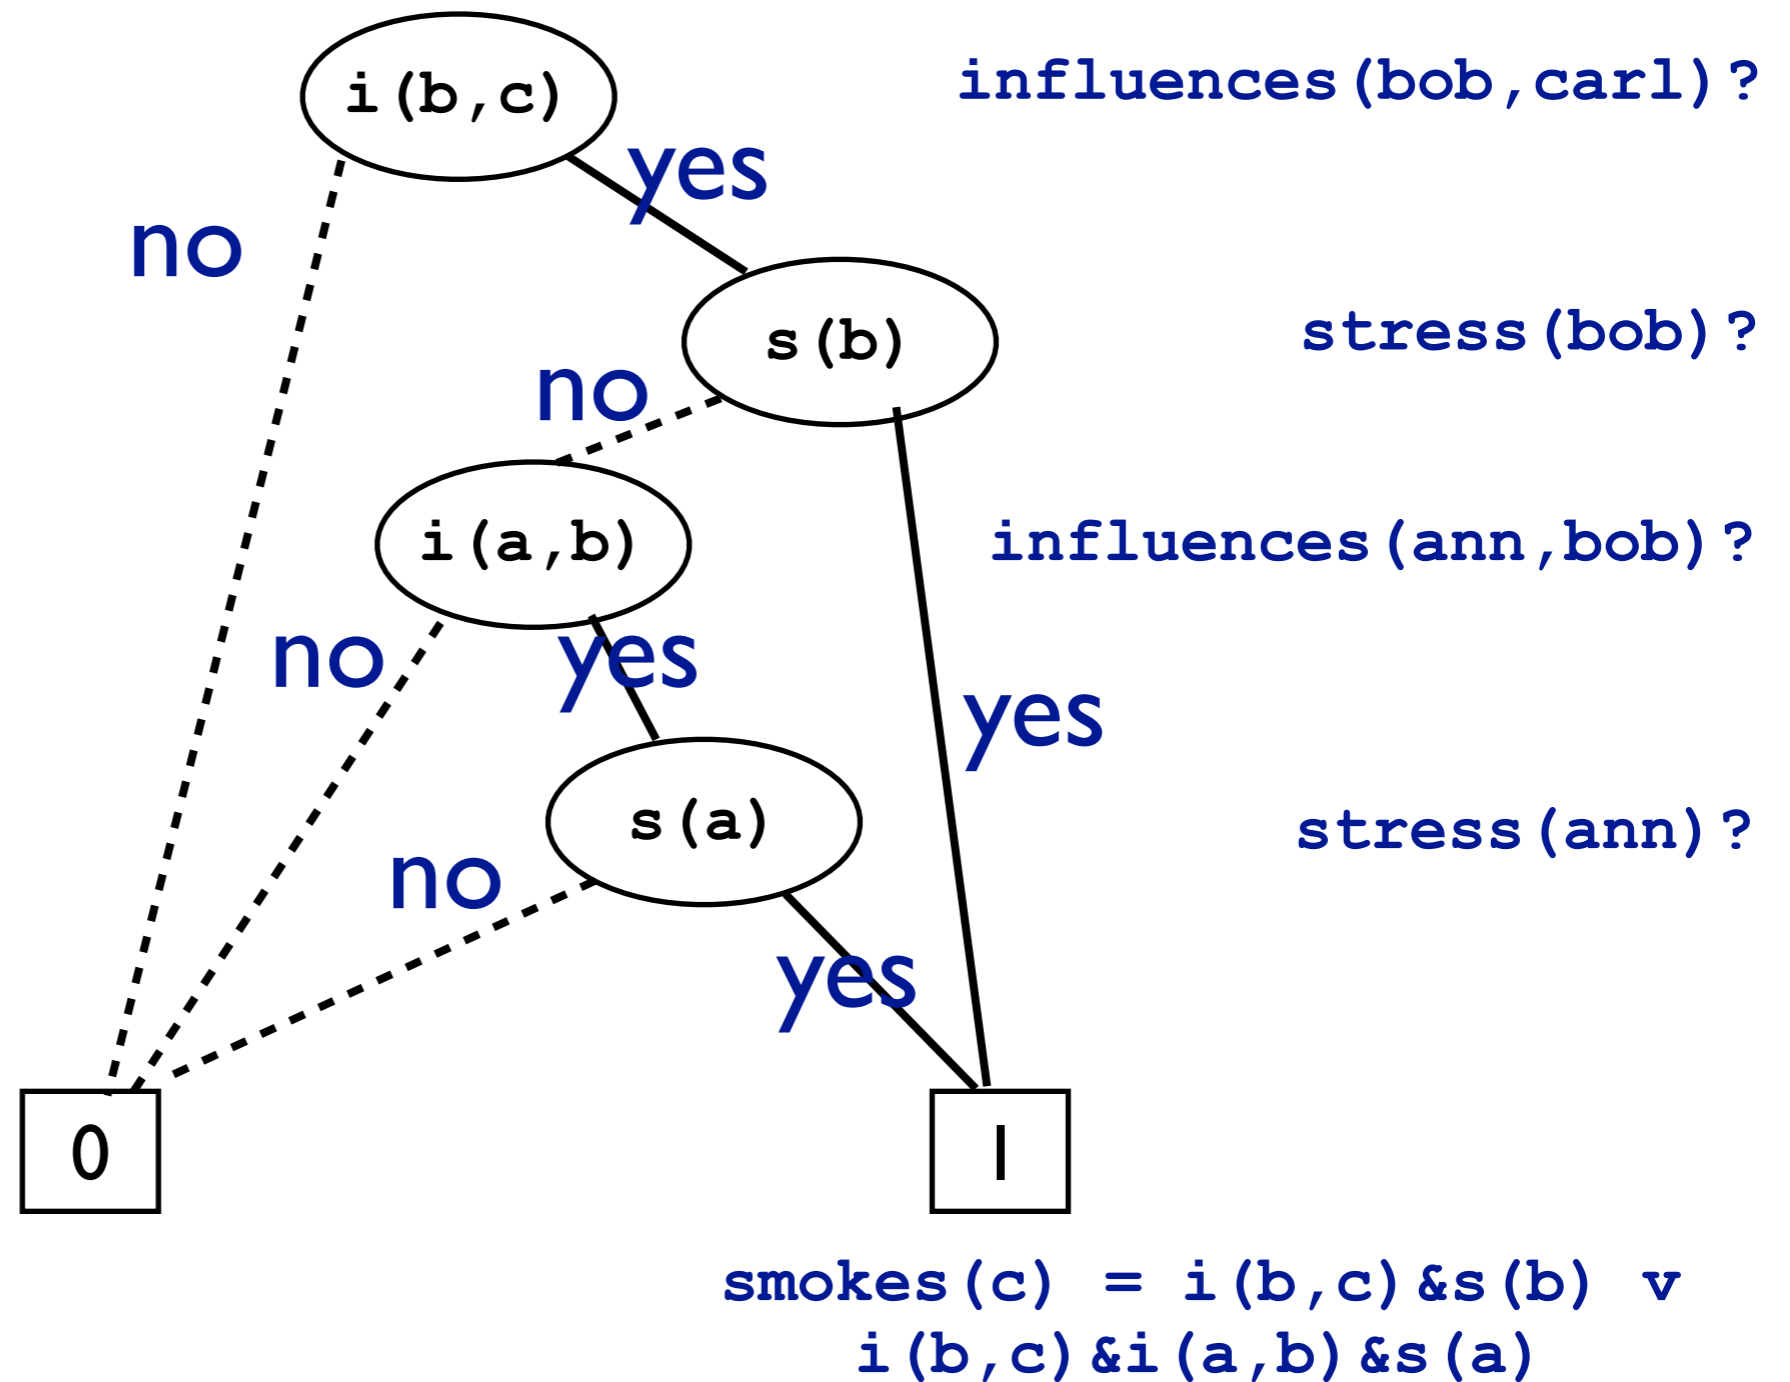 i(b,c)
influences(bob,carl)?
yes
no
s(b)
stress(bob)?
no
i(a,b)
influences(ann,bob)?
no
yes
yes
s(a)
stress(ann)?
no
yes
0
1
smokes(c) = i(b,c)&s(b) v
i(b,c)&i(a,b)&s(a)